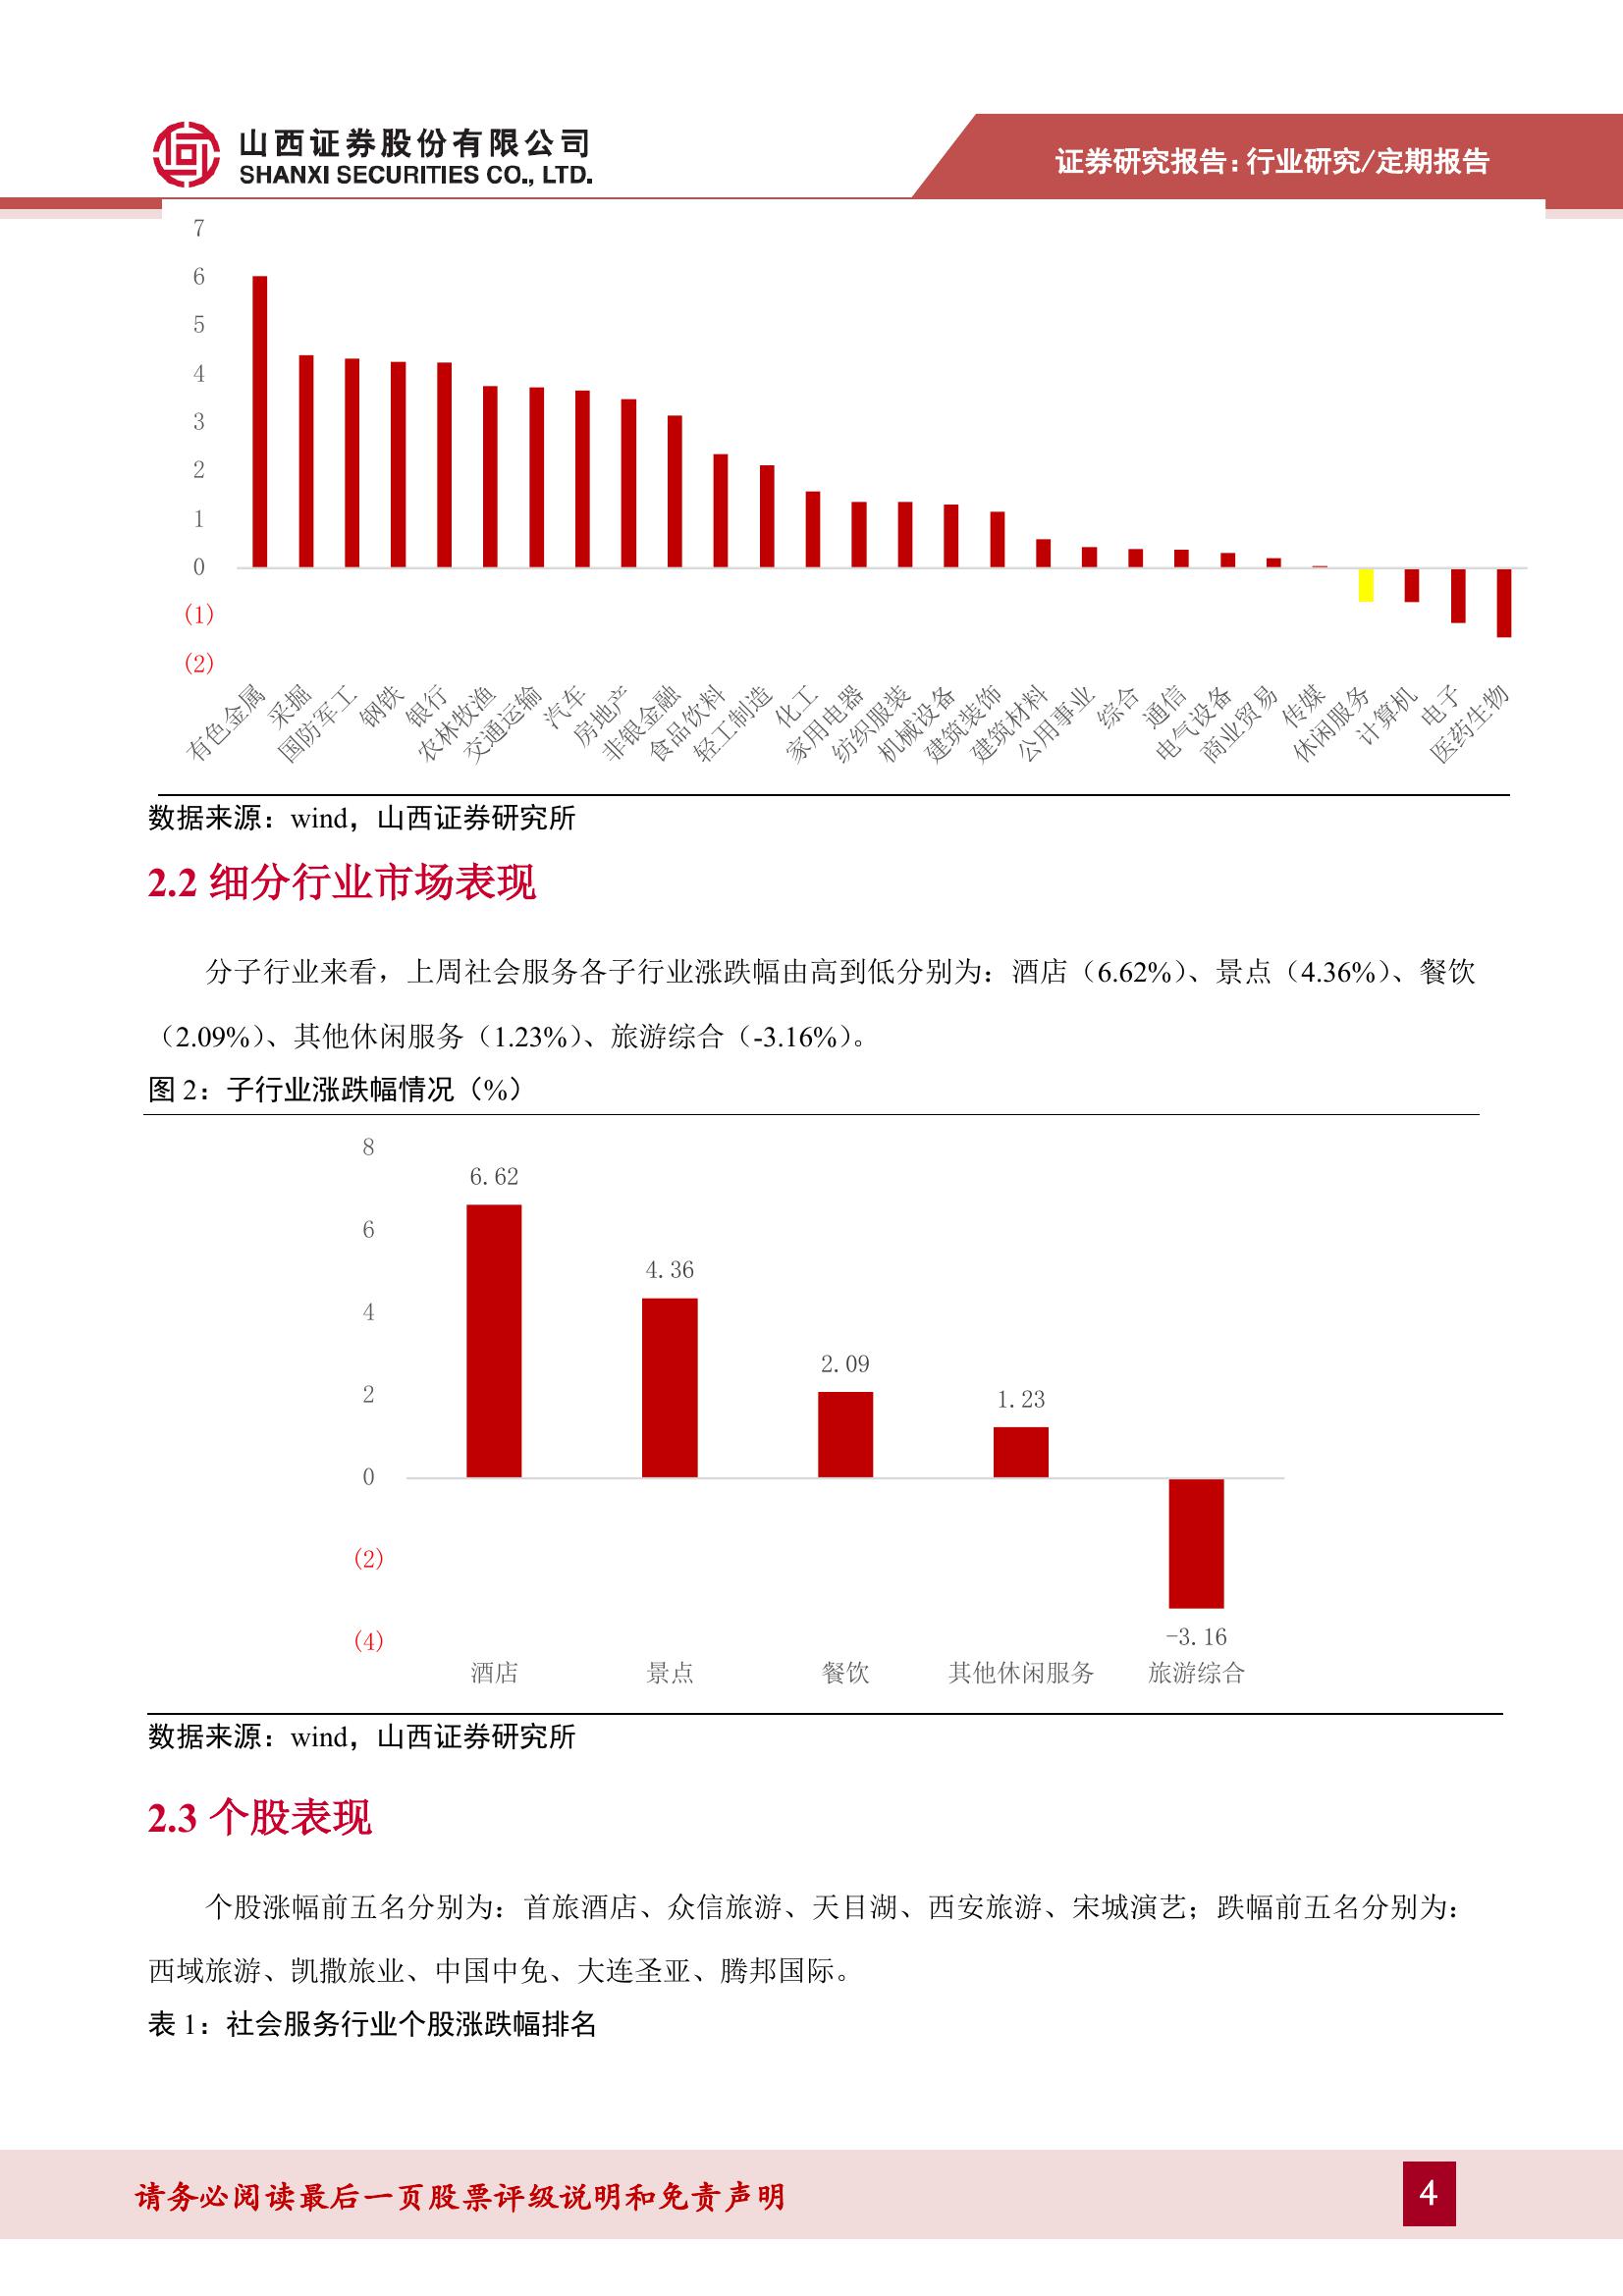 山西证券股份有限公司
SHANXI SECURITIES CO., LTD.
证券研究报告:行业研究/定期报告
7
6
5
4
3
2
1
0
(1)
(2)
有色金属
采掘
国防军工
钢铁
银行
农林牧渔
交通运输
汽车
房地产
非银金融
食品饮料
轻工制造
化工
家用电器
纺织服装
机械设备
建筑装饰
建筑材料
公用事业
综合
通信
电气设备
商业贸易
传媒
休闲服务
计算机
电子
医药生物
数据来源：wind，山西证券研究所
2.2 细分行业市场表现
分子行业来看，上周社会服务各子行业涨跌幅由高到低分别为：酒店（6.62%）、景点（4.36%）、餐饮
（2.09%）、其他休闲服务（1.23%）、旅游综合（-3.16%）。
图 2：子行业涨跌幅情况（%）
8
6
4
2
0
(2)
(4)
6.62
4.36
2.09
1.23
-3.16
酒店
景点
餐饮
其他休闲服务
旅游综合
数据来源：wind，山西证券研究所
2.3 个股表现
个股涨幅前五名分别为：首旅酒店、众信旅游、天目湖、西安旅游、宋城演艺；跌幅前五名分别为：
西域旅游、凯撒旅业、中国中免、大连圣亚、腾邦国际。
表 1：社会服务行业个股涨跌幅排名
请务必阅读最后一页股票评级说明和免责声明
4